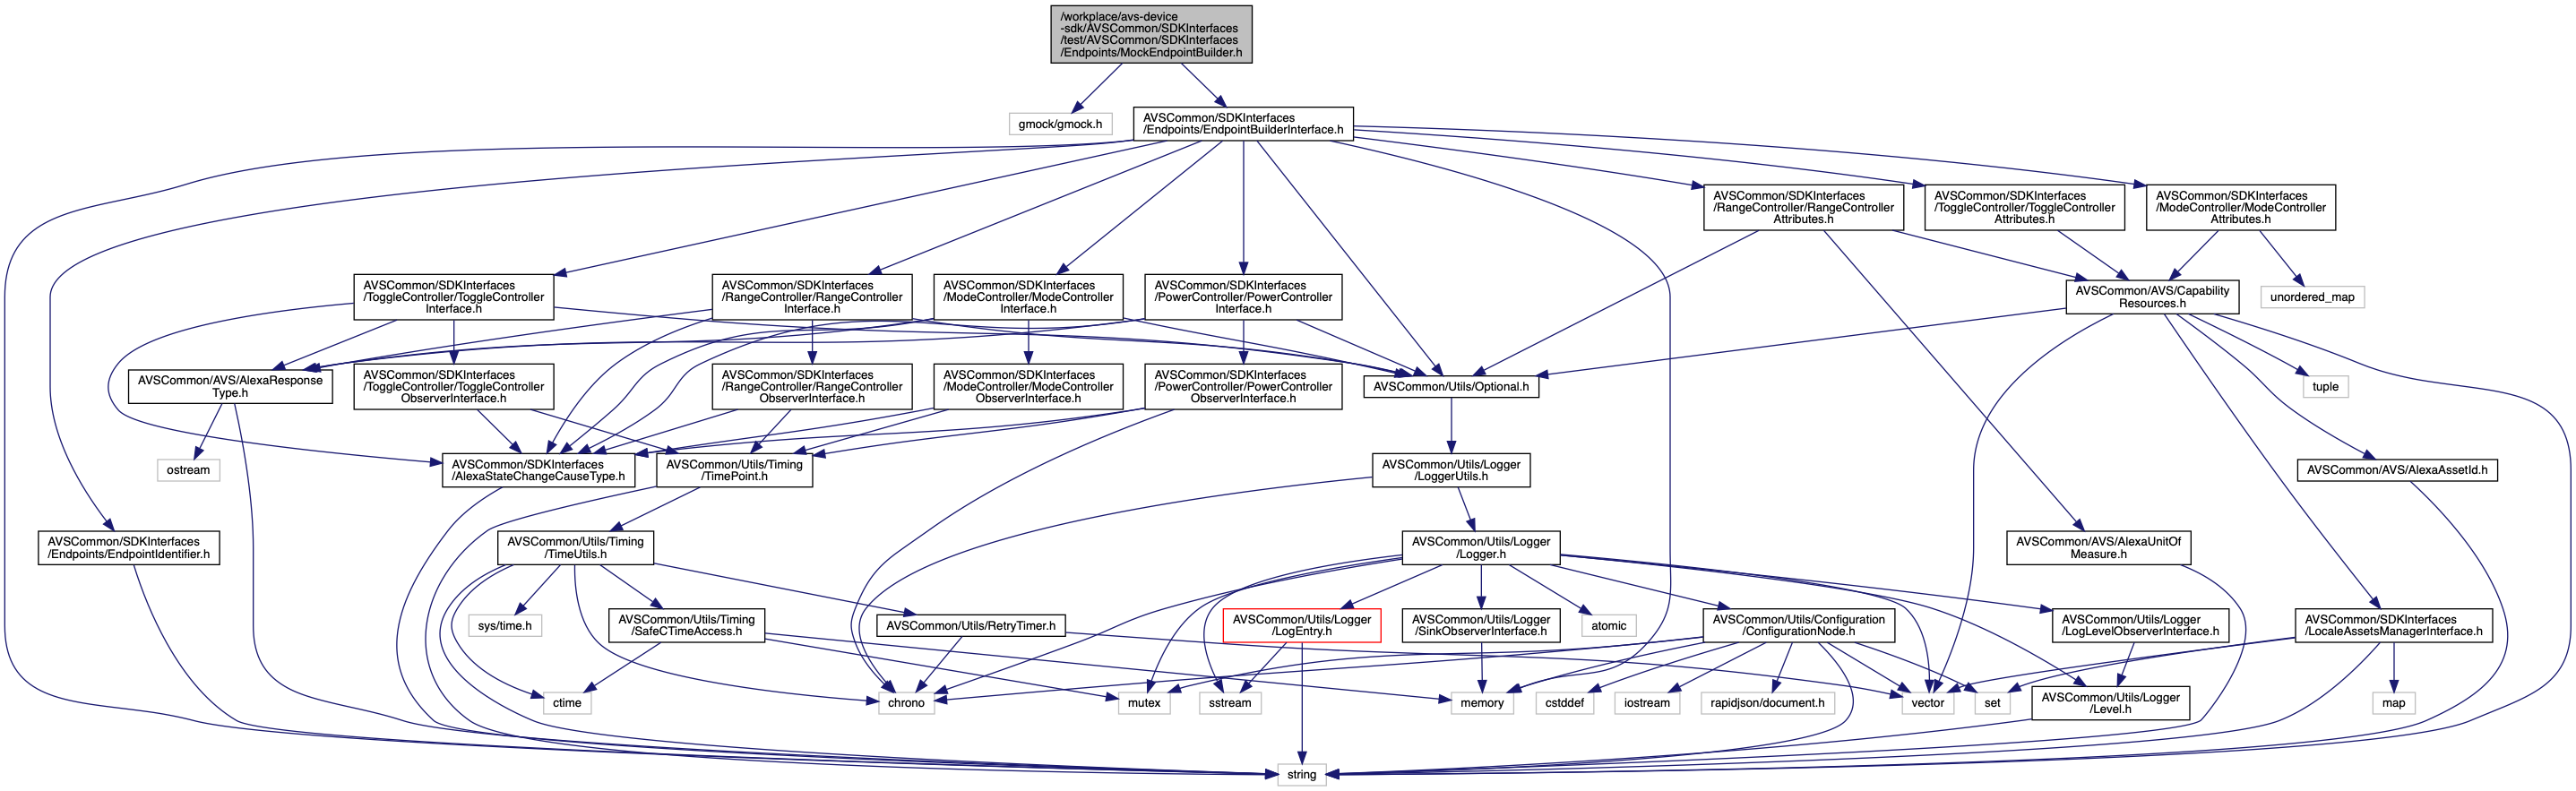 /workplace/avs-device
-sdk/AVSCommon/SDKInterfaces
/test/AVSCommon/SDKInterfaces
/Endpoints/MockEndpointBuilder.h
gmock/gmock.h
AVSCommon/SDKInterfaces
/Endpoints/EndpointBuilderInterface.h
AVSCommon/SDKInterfaces
/RangeController/RangeController
Attributes.h
AVSCommon/SDKInterfaces
/ToggleController/ToggleController
Attributes.h
AVSCommon/SDKInterfaces
/ModeController/ModeController
Attributes.h
AVSCommon/SDKInterfaces
/ToggleController/ToggleController
Interface.h
AVSCommon/SDKInterfaces
/RangeController/RangeController
Interface.h
AVSCommon/SDKInterfaces
/ModeController/ModeController
Interface.h
AVSCommon/SDKInterfaces
/PowerController/PowerController
Interface.h
AVSCommon/AVS/Capability
Resources.h
unordered_map
AVSCommon/AVS/AlexaResponse
Type.h
AVSCommon/SDKInterfaces
/ToggleController/ToggleController
ObserverInterface.h
AVSCommon/SDKInterfaces
/RangeController/RangeController
ObserverInterface.h
AVSCommon/SDKInterfaces
/ModeController/ModeController
ObserverInterface.h
AVSCommon/SDKInterfaces
/PowerController/PowerController
ObserverInterface.h
AVSCommon/Utils/Optional.h
tuple
ostream
AVSCommon/SDKInterfaces
/AlexaStateChangeCauseType.h
AVSCommon/Utils/Timing
/TimePoint.h
AVSCommon/Utils/Logger
/LoggerUtils.h
AVSCommon/AVS/AlexaAssetId.h
AVSCommon/SDKInterfaces
/Endpoints/EndpointIdentifier.h
AVSCommon/Utils/Timing
/TimeUtils.h
AVSCommon/Utils/Logger
/Logger.h
AVSCommon/AVS/AlexaUnitOf
Measure.h
sys/time.h
AVSCommon/Utils/Timing
/SafeCTimeAccess.h
AVSCommon/Utils/RetryTimer.h
AVSCommon/Utils/Logger
/LogEntry.h
AVSCommon/Utils/Logger
/SinkObserverInterface.h
atomic
AVSCommon/Utils/Configuration
/ConfigurationNode.h
AVSCommon/Utils/Logger
/LogLevelObserverInterface.h
AVSCommon/SDKInterfaces
/LocaleAssetsManagerInterface.h
ctime
chrono
mutex
sstream
memory
cstddef
iostream
rapidjson/document.h
vector
set
AVSCommon/Utils/Logger
/Level.h
map
string